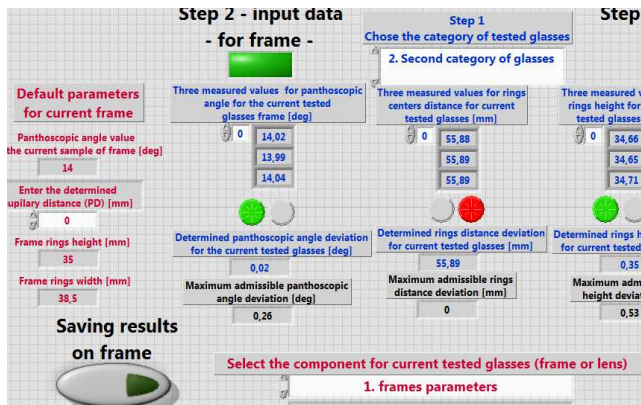 Step 2 - input data
- for frame -
Step 1
Chose the category of tested glasses
2. Second category of glasses
Step
Default parameters
for current frame
Panthoscopic angle value
the current sample of frame [deg]
14
Enter the determined
upilary distance (PD) [mm]
0
Frame rings height [mm]
35
Frame rings width [mm]
38,5
Three measured values for panthoscopic
angle for the current tested
glasses frame [deg]
0
14,02
13,99
14,04
Determined panthoscopic angle deviation
for the current tested glasses [deg]
0,02
Maximum admissible panthoscopic
angle deviation [deg]
0,26
Three measured values for rings
centers distance for current
tested glasses [mm]
0
55,88
55,89
55,89
Determined rings distance deviation
for current tested glasses [mm]
55,89
Maximum admissible rings
distance deviation [mm]
0
Three measured v
rings height for
tested glasses
0
34,66
34,65
34,71
Determined rings h
for current tested
0,35
Maximum adm
height deviat
0,53
Saving results
on frame
Select the component for current tested glasses (frame or lens)
1. frames parameters